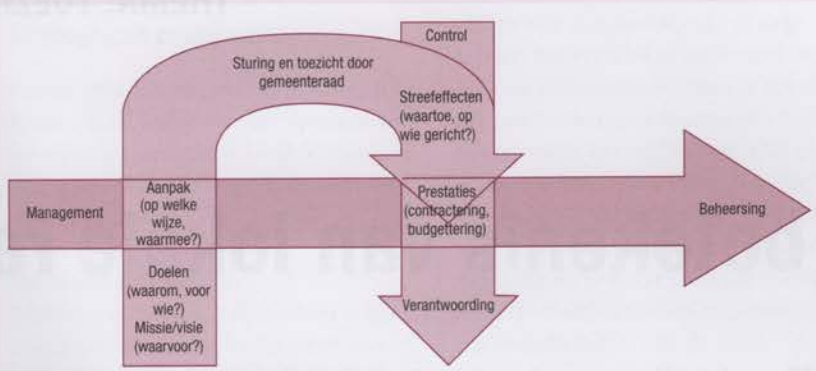 Control
Sturing en toezicht door
gemeenteraad
Streefeffecten
(waartoe, op
wie gericht?)
Management
Aanpak
(op welke
wijze,
waarmee?)
Prestaties
(contractering,
budgettering)
Beheersing
Doelen
(waarom, voor
wie?)
Missie/visie
(waarvoor?)
Verantwoording